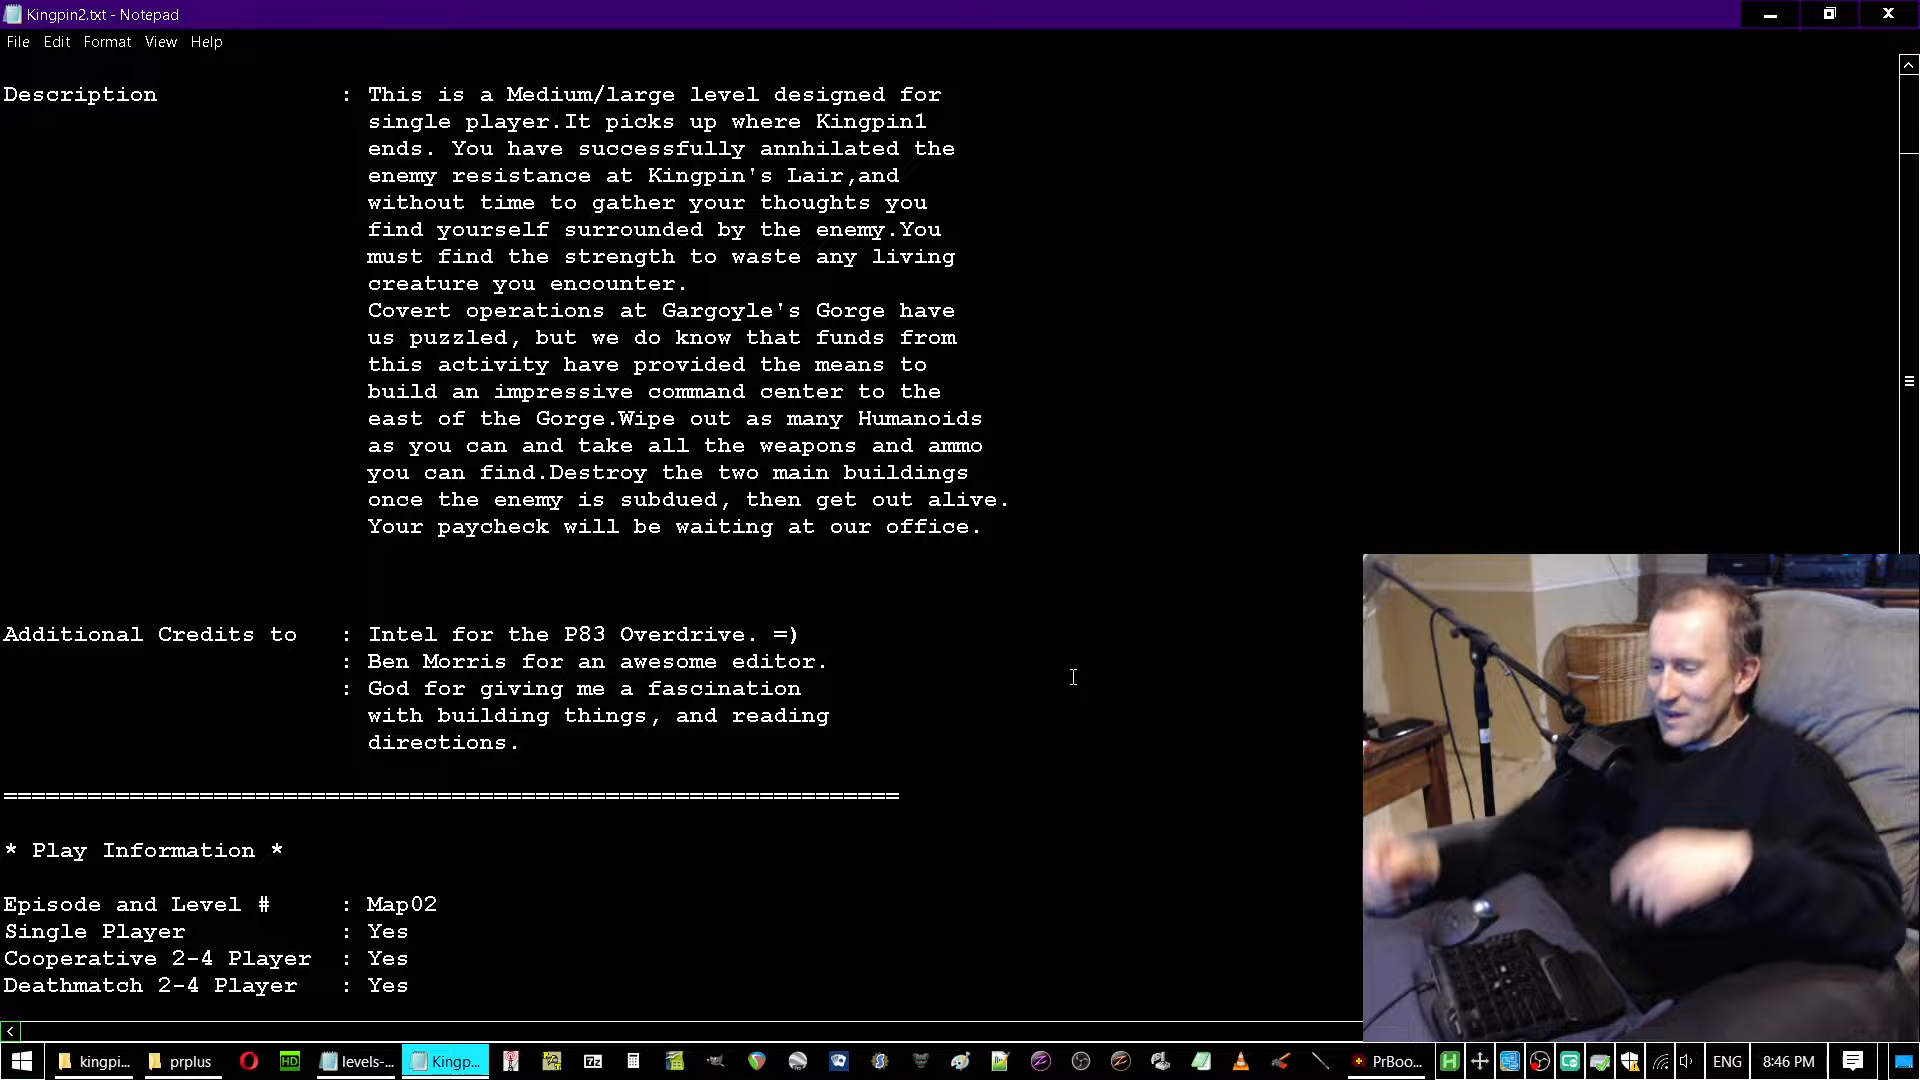 Kingpin2.txt - Notepad
File Edit Format View Help
Description : This is a Medium/large level designed for
single player.It picks up where Kingpin1
ends. You have successfully annhilated the
enemy resistance at Kingpin's Lair,and
without time to gather your thoughts you
find yourself surrounded by the enemy.You
must find the strength to waste any living
creature you encounter.
Covert operations at Gargoyle's Gorge have
us puzzled, but we do know that funds from
this activity have provided the means to
build an impressive command center to the
east of the Gorge.Wipe out as many Humanoids
as you can and take all the weapons and ammo
you can find.Destroy the two main buildings
once the enemy is subdued, then get out alive.
Your paycheck will be waiting at our office.
Additional Credits to : Intel for the P83 Overdrive. =)
: Ben Morris for an awesome editor.
: God for giving me a fascination
with building things, and reading
directions.
================================================================
* Play Information *
Episode and Level # : Map02
Single Player : Yes
Cooperative 2-4 Player : Yes
Deathmatch 2-4 Player : Yes
kingpi... prplus HD levels-... Kingp... 7z PrBoo... H ENG 8:46 PM